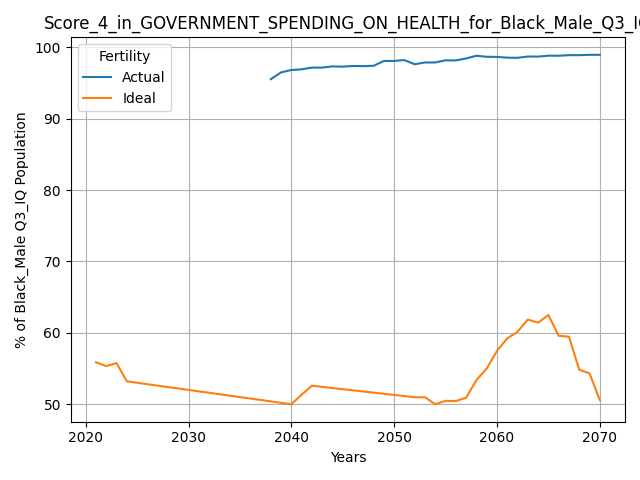 Score_4_in_GOVERNMENT_SPENDING_ON_HEALTH_for_Black_Male_Q3_IQ
Fertility
Actual
Ideal
% of Black_Male Q3_IQ Population
100
90
80
70
60
50
2020 2030 2040 2050 2060 2070
Years